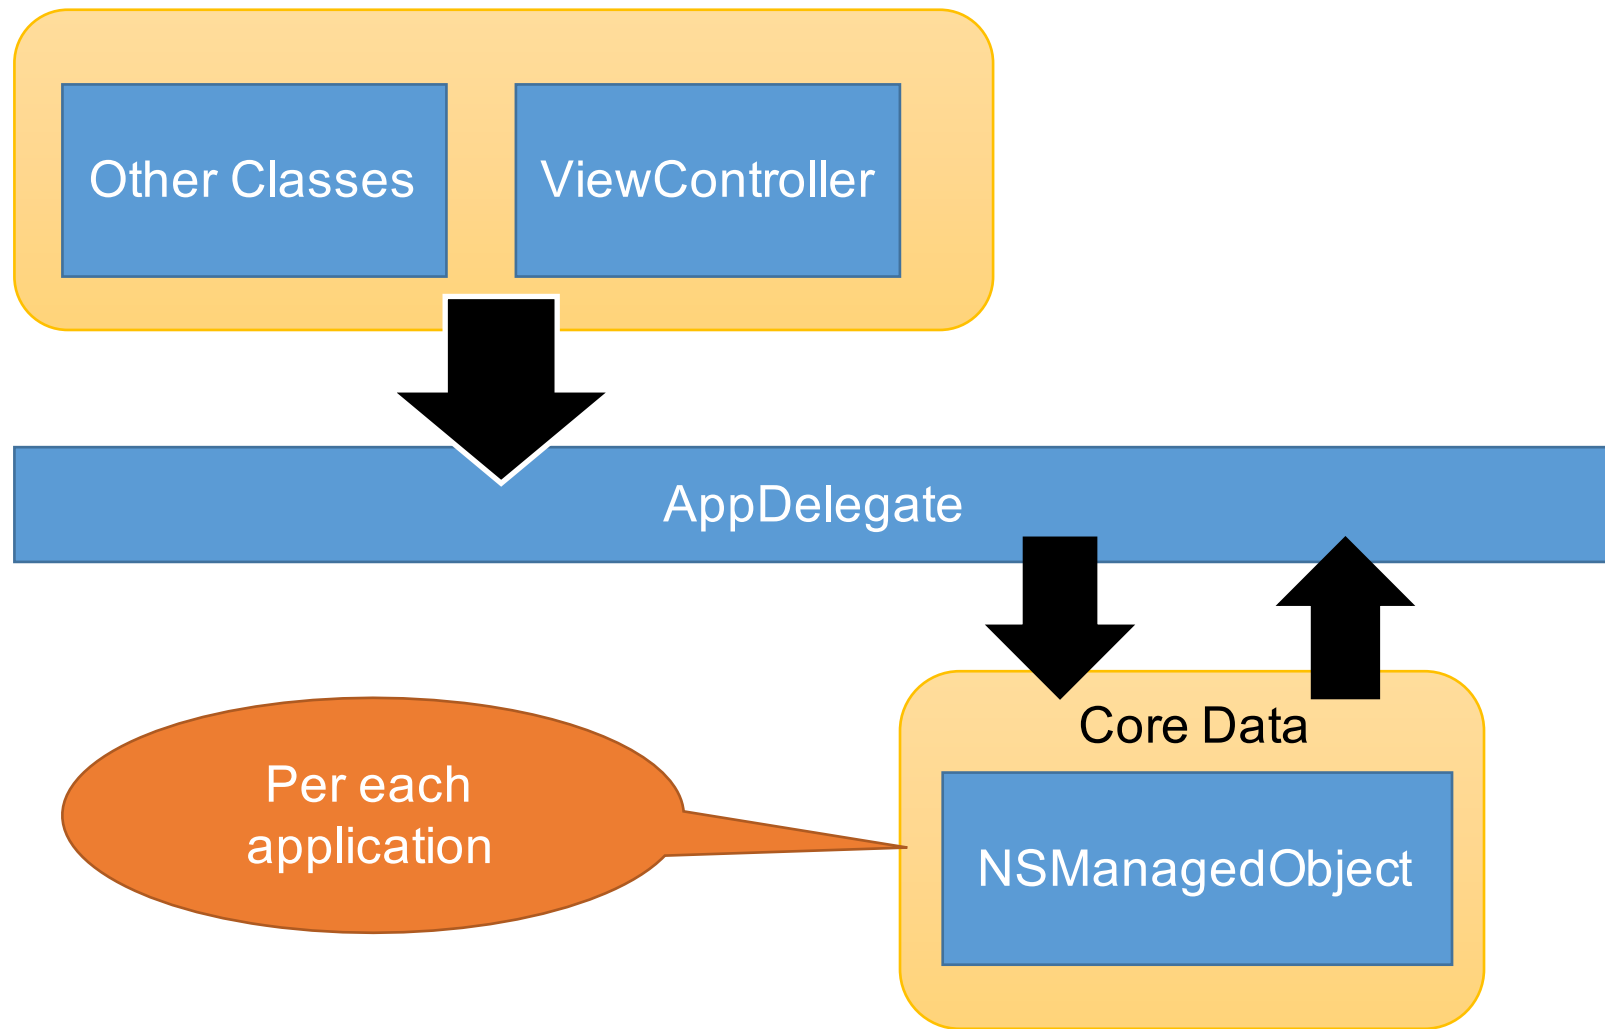 Other Classes
ViewController
AppDelegate
Core Data
Per each
application
NSManagedObject